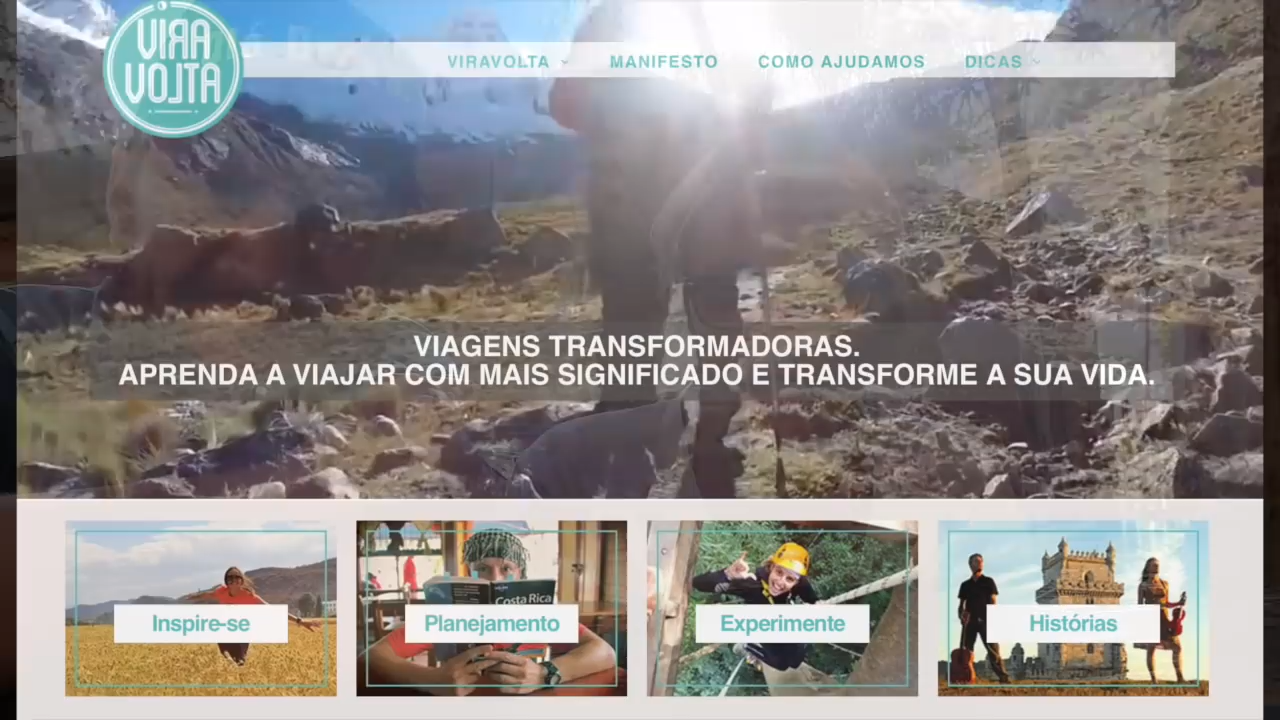 VIRA
VOLTA
VIRAVOLTA
MANIFESTO
COMO AJUDAMOS
DICAS
VIAGENS TRANSFORMADORAS.
APRENDA A VIAJAR COM MAIS SIGNIFICADO E TRANSFORME A SUA VIDA.
Costa Rica
Inspire-se
Planejamento
Experimente
Histórias